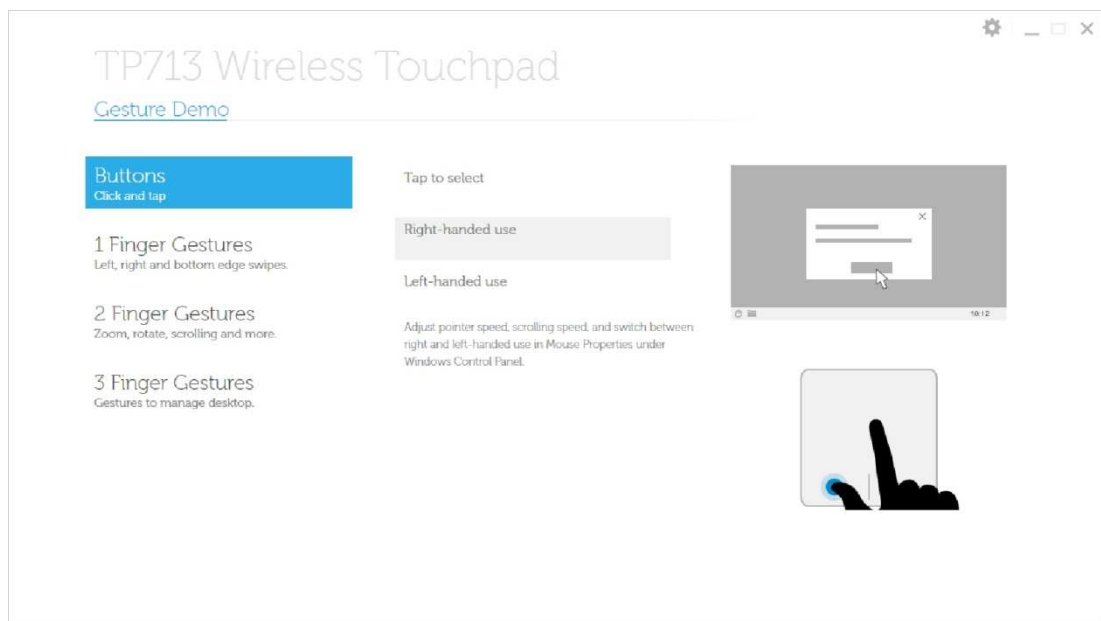 TP713 Wireless Touchpad
Gesture Demo
Buttons
Click and tap
1 Finger Gestures
Left, right and bottom edge swipes.
2 Finger Gestures
Zoom, rotate, scrolling and more.
3 Finger Gestures
Gestures to manage desktop.
Tap to select
Right-handed use
Left-handed use
Adjust pointer speed, scrolling speed, and switch between
right and left-handed use in Mouse Properties under
Windows Control Panel.
10:12